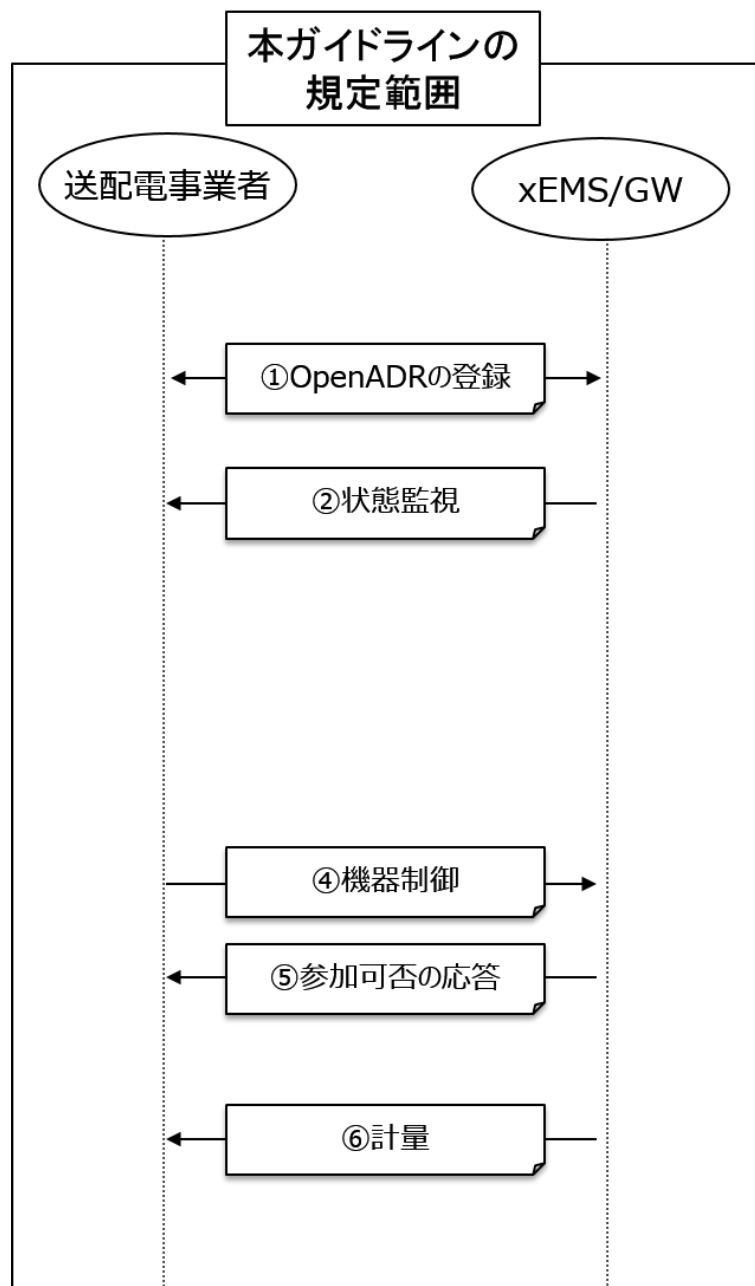 本ガイドラインの
規定範囲
送配電事業者
xEMS/GW
①OpenADRの登録
②状態監視
④機器制御
⑤参加可否の応答
⑥計量